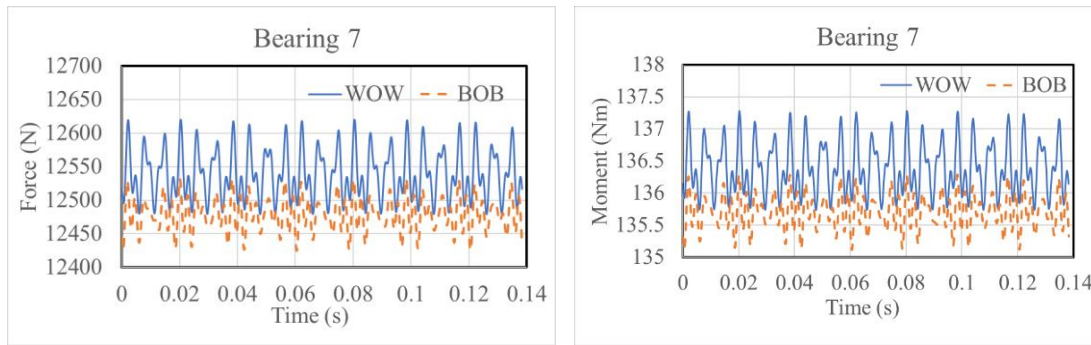 Bearing 7
12700
12650
12600
12550
12500
12450
12400
Force (N)
WOW
BOB
0 0.02 0.04 0.06 0.08 0.1 0.12 0.14
Time (s)
Bearing 7
138
137.5
137
136.5
136
135.5
135
Moment (Nm)
WOW
BOB
0 0.02 0.04 0.06 0.08 0.1 0.12 0.14
Time (s)